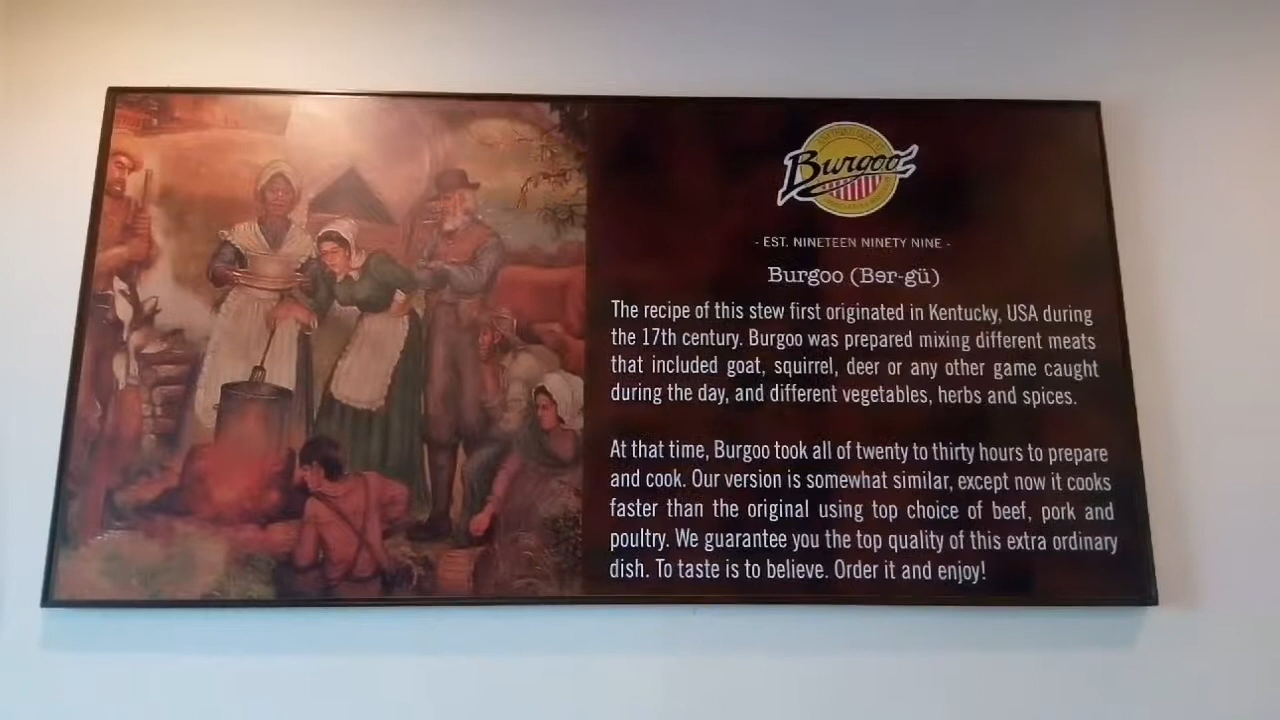 Burgoo
- EST. NINETEEN NINETY NINE -
Burgoo (Bər-gü)
The recipe of this stew first originated in Kentucky, USA during
the 17th century. Burgoo was prepared mixing different meats
that included goat, squirrel, deer or any other game caught
during the day, and different vegetables, herbs and spices.
At that time, Burgoo took all of twenty to thirty hours to prepare
and cook. Our version is somewhat similar, except now it cooks
faster than the original using top choice of beef, pork and
poultry. We guarantee you the top quality of this extra ordinary
dish. To taste is to believe. Order it and enjoy!